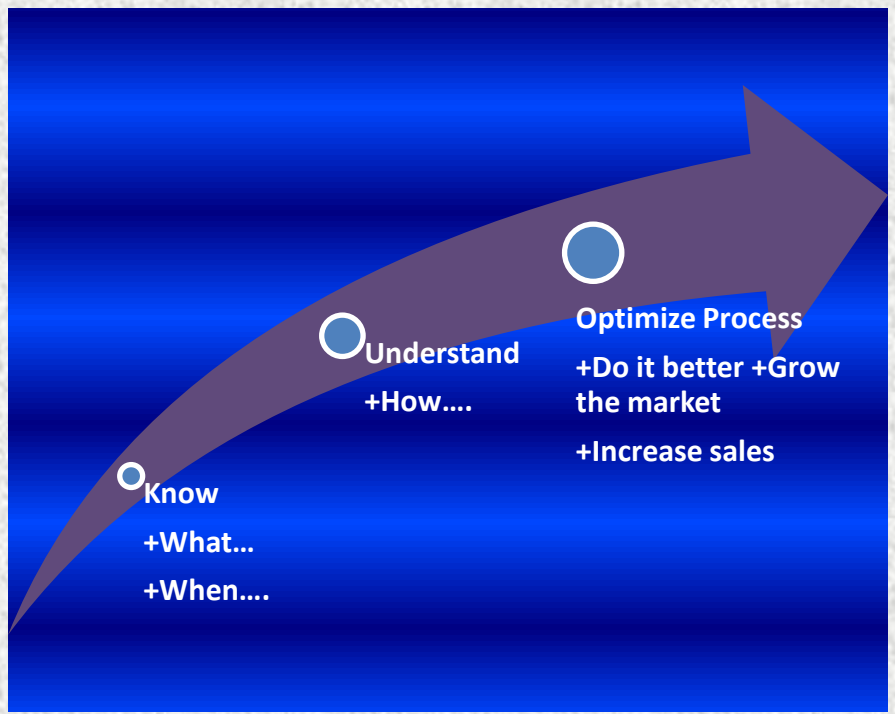 Know
+What…
+When….
Understand
+How….
Optimize Process
+Do it better +Grow
the market
+Increase sales